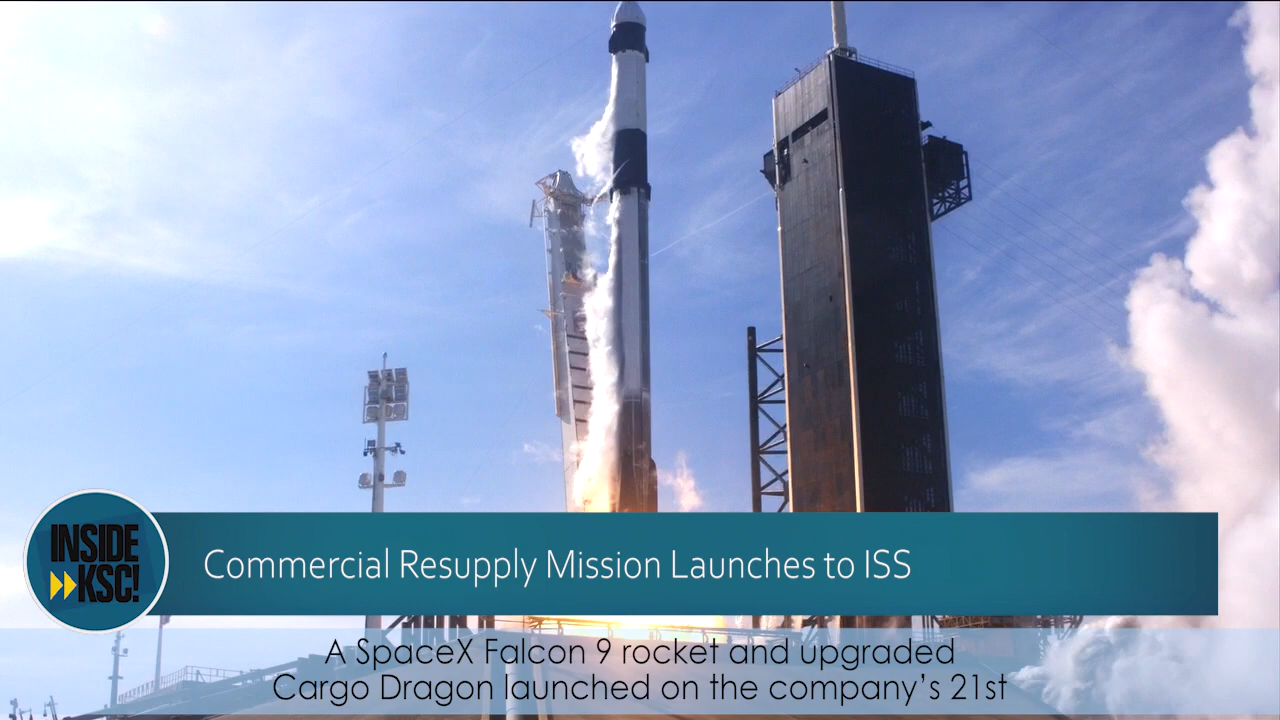 INSIDE
KSC!
Commercial Resupply Mission Launches to ISS
A SpaceX Falcon 9 rocket and upgraded
Cargo Dragon launched on the company's 21st